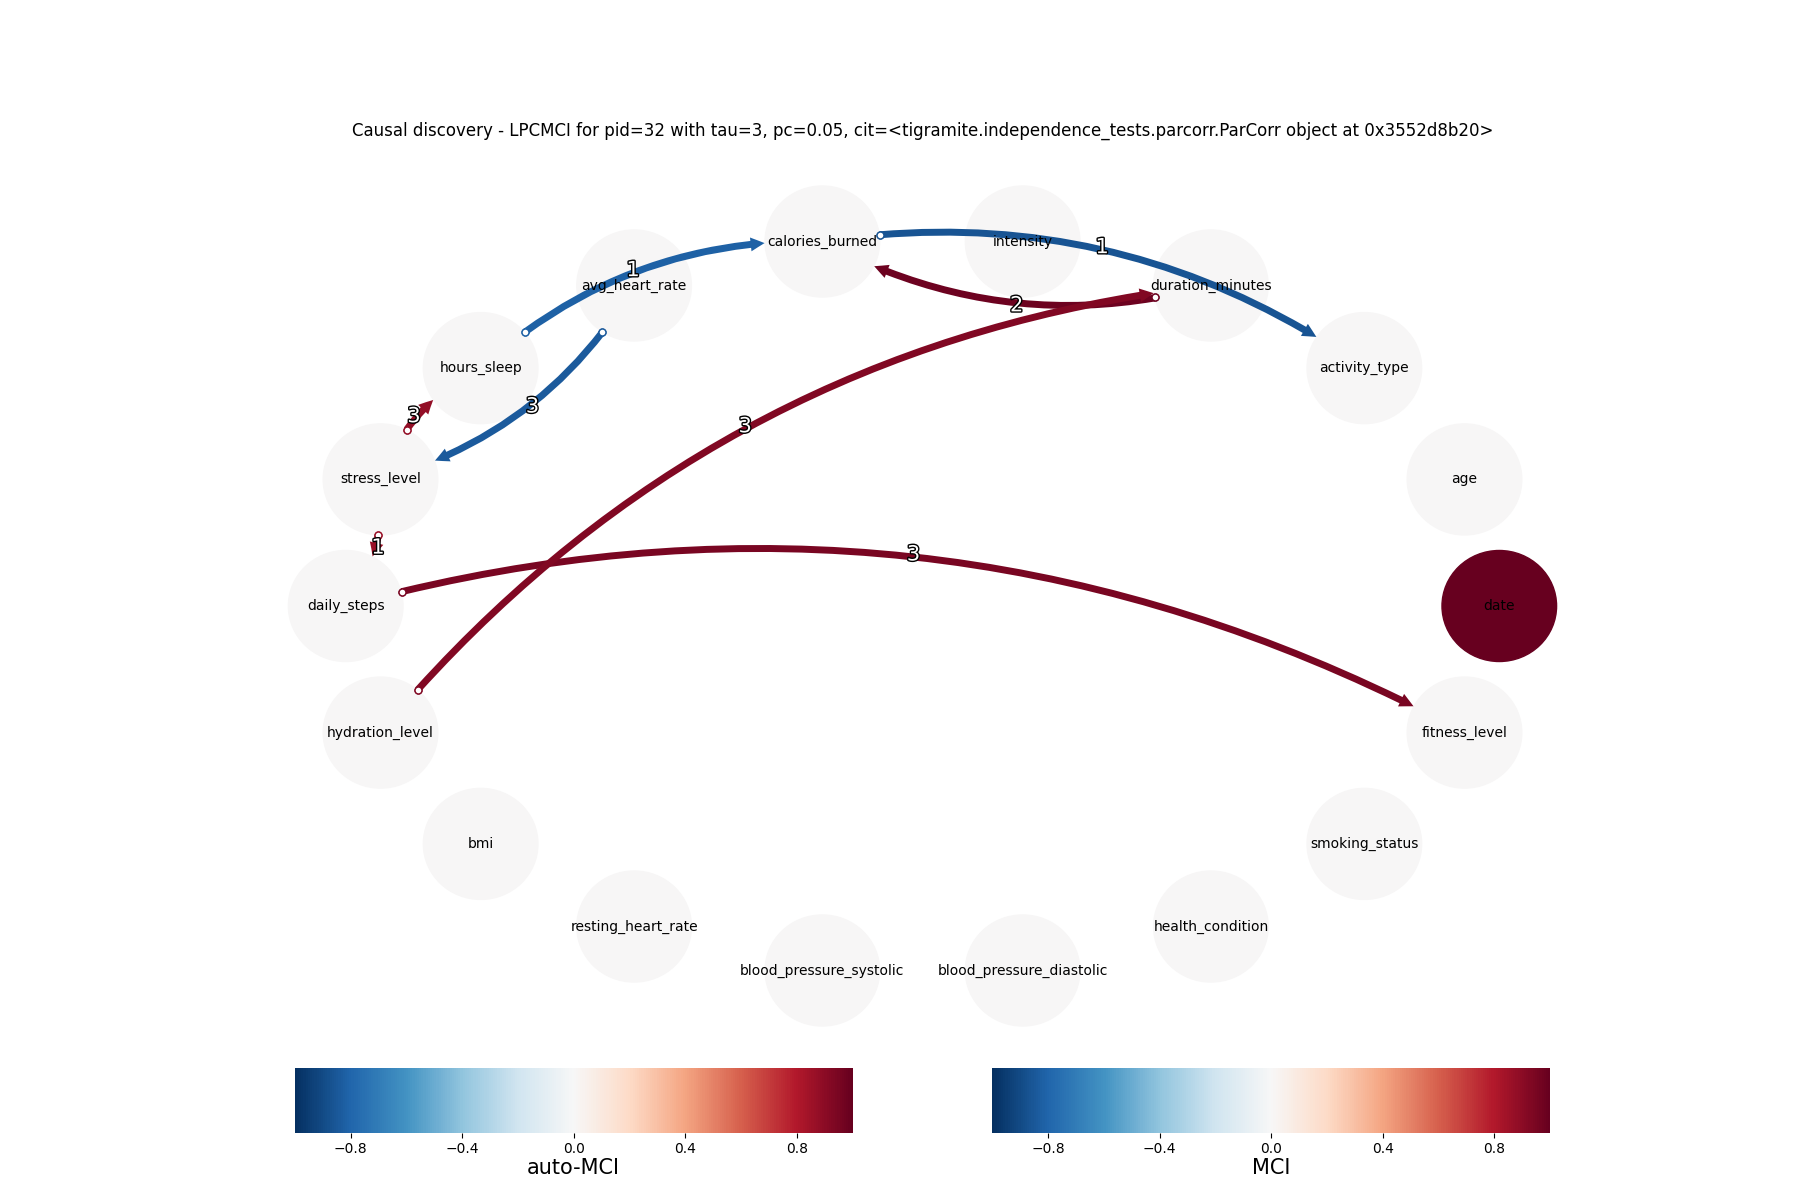 Causal discovery - LPCMCI for pid=32 with tau=3, pc=0.05, cit=<tigramite.independence_tests.parcorr.ParCorr object at 0x3552d8b20>
calories_burned
intensity
1
1
avg_heart_rate
duration_minutes
2
hours_sleep
activity_type
3
3
3
stress_level
age
1
3
daily_steps
date
hydration_level
fitness_level
bmi
smoking_status
resting_heart_rate
health_condition
blood_pressure_systolic
blood_pressure_diastolic
−0.8 −0.4 0.0 0.4 0.8
auto-MCI
−0.8 −0.4 0.0 0.4 0.8
MCI